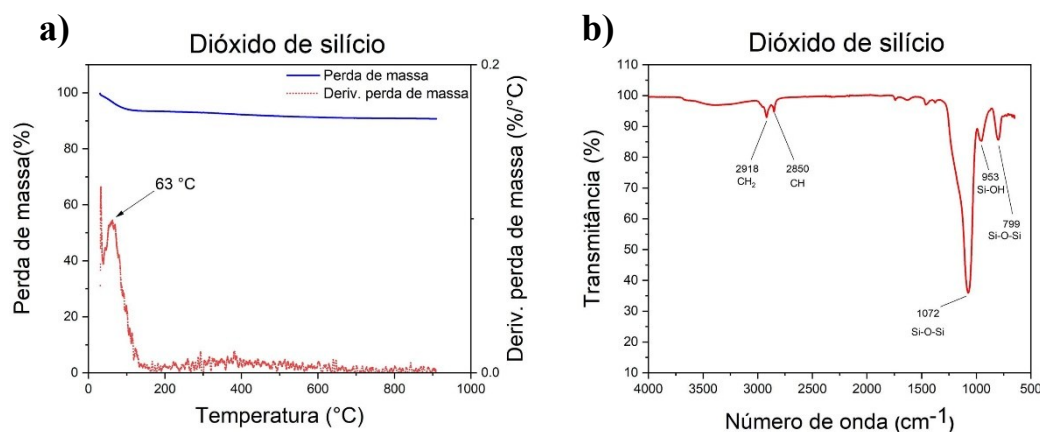 a)
Dióxido de silício
Perda de massa
Deriv. perda de massa
63 °C
Perda de massa(%)
100
80
60
40
20
0
0.2
0.0
Deriv. perda de massa (%/°C)
0 200 400 600 800 1000
Temperatura (°C)
b)
Dióxido de silício
Transmitância (%)
110
100
90
80
70
60
50
40
30
20
10
2918
CH₂
2850
CH
953
Si-OH
799
Si-O-Si
1072
Si-O-Si
4000 3500 3000 2500 2000 1500 1000 500
Número de onda (cm⁻¹)